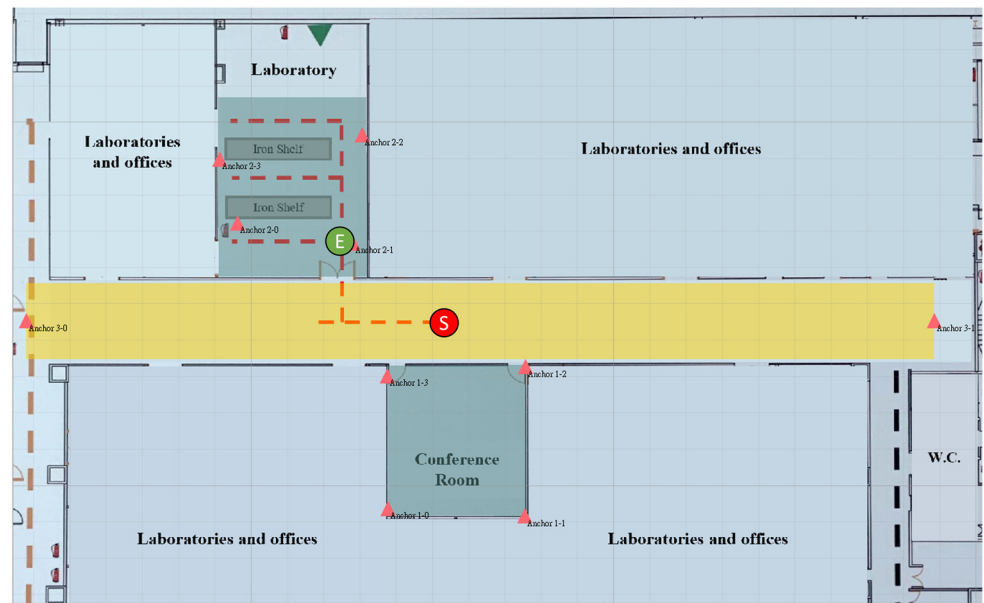 Laboratory
Laboratories
and offices
Laboratories and offices
Iron Shelf
Anchor 2-2
Anchor 2-3
Iron Shelf
Anchor 2-0
E
Anchor 2-1
S
Anchor 3-0
Anchor 3-1
Anchor 1-3
Anchor 1-2
Conference
Room
W.C.
Anchor 1-0
Anchor 1-1
Laboratories and offices
Laboratories and offices